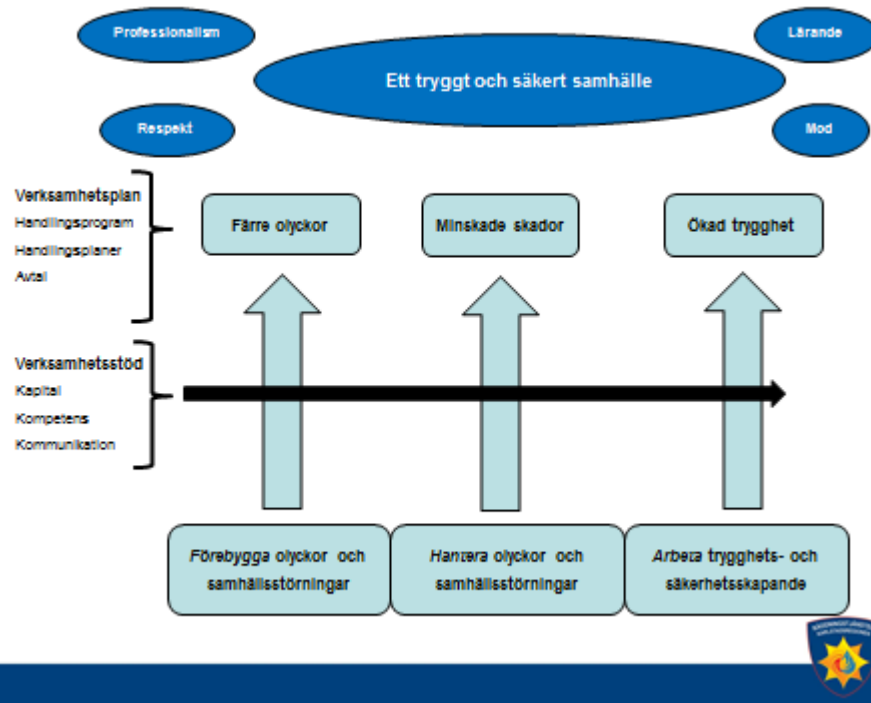 Professionalism
Lärande
Ett tryggt och säkert samhälle
Respekt
Mod
Verksamhetsplan
Handlingsprogram
Handlingsplaner
Avtal
Färre olyckor
Minskade skador
Ökad trygghet
Verksamhetsstöd
Kapital
Kompetens
Kommunikation
Förebygga olyckor och
samhällsstörningar
Hantera olyckor och
samhällsstörningar
Arbeta trygghets- och
säkerhetsskapande